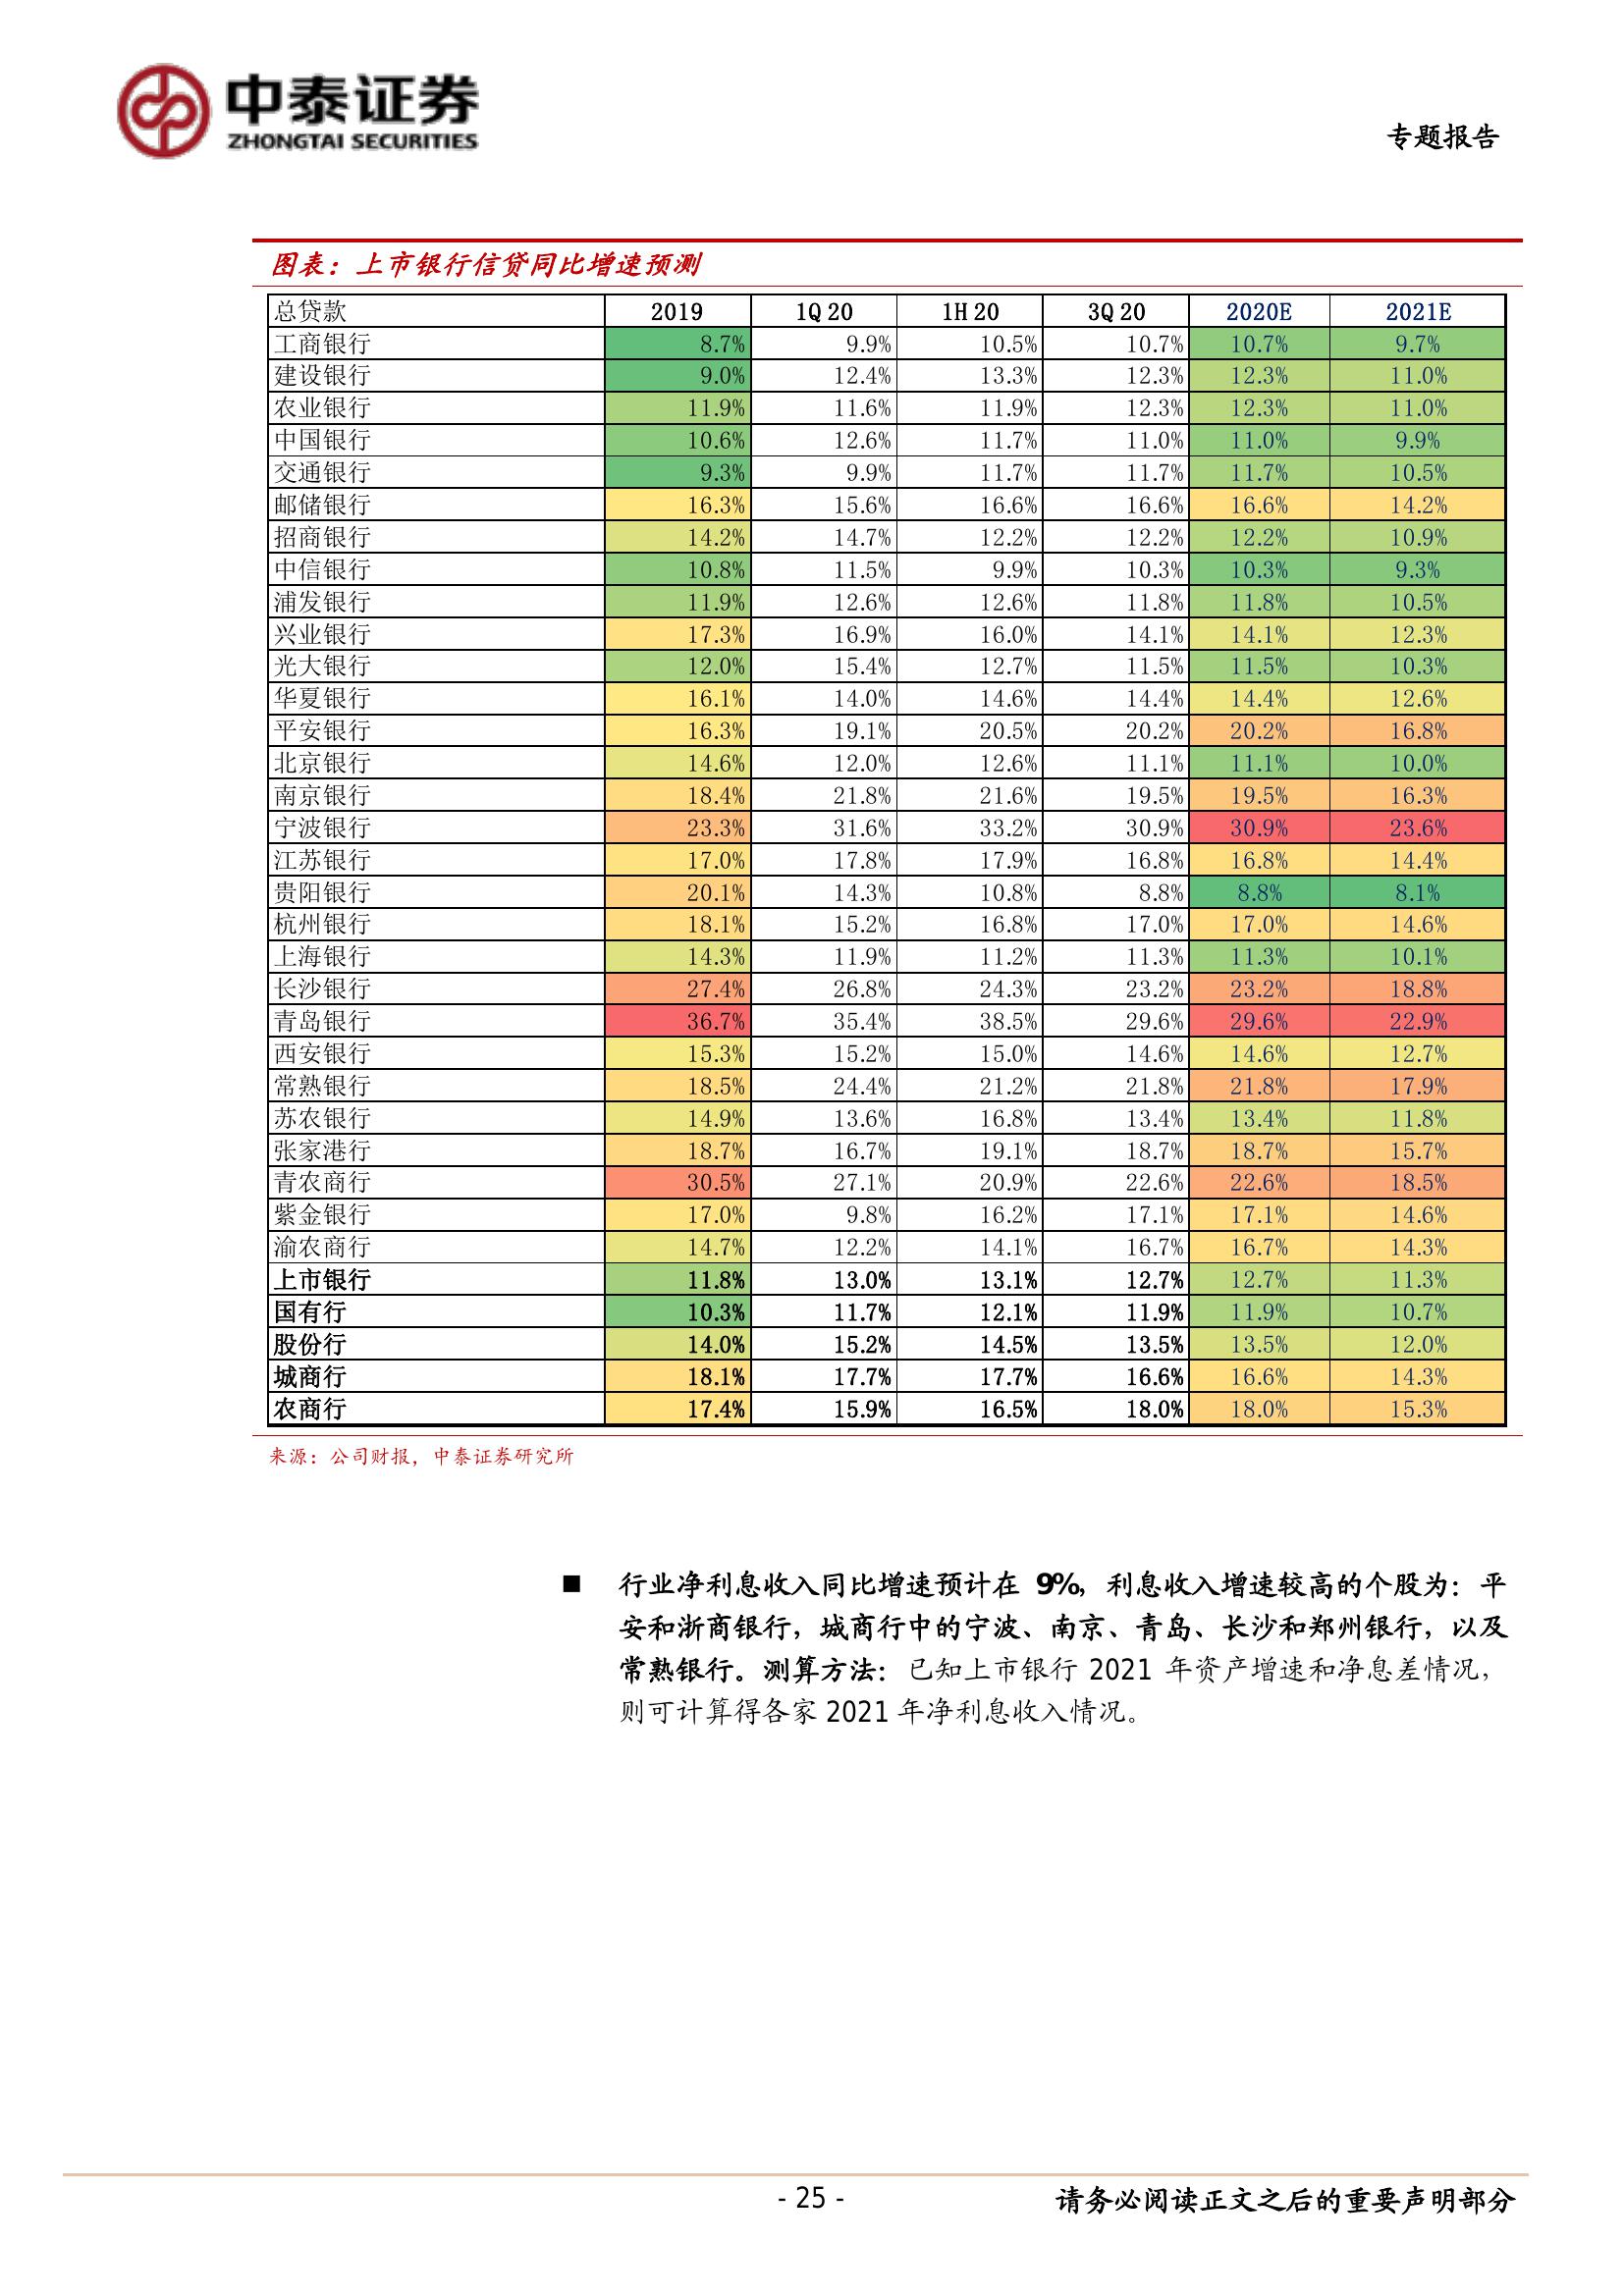 中泰证券
ZHONGTAI SECURITIES
专题报告
图表：上市银行信贷同比增速预测
总贷款 2019 1Q20 1H20 3Q20 2020E 2021E
工商银行 8.7% 9.9% 10.5% 10.7% 10.7% 9.7%
建设银行 9.0% 12.4% 13.3% 12.3% 12.3% 11.0%
农业银行 11.9% 11.6% 11.9% 12.3% 12.3% 11.0%
中国银行 10.6% 12.6% 11.7% 11.0% 11.0% 9.9%
交通银行 9.3% 9.9% 11.7% 11.7% 11.7% 10.5%
邮储银行 16.3% 15.6% 16.6% 16.6% 16.6% 14.2%
招商银行 14.2% 14.7% 12.2% 12.2% 12.2% 10.9%
中信银行 10.8% 11.5% 9.9% 10.3% 10.3% 9.3%
浦发银行 11.9% 12.6% 12.6% 11.8% 11.8% 10.5%
兴业银行 17.3% 16.9% 16.0% 14.1% 14.1% 12.3%
光大银行 12.0% 15.4% 12.7% 11.5% 11.5% 10.3%
华夏银行 16.1% 14.0% 14.6% 14.4% 14.4% 12.6%
平安银行 16.3% 19.1% 20.5% 20.2% 20.2% 16.8%
北京银行 14.6% 12.0% 12.6% 11.1% 11.1% 10.0%
南京银行 18.4% 21.8% 21.6% 19.5% 19.5% 16.3%
宁波银行 23.3% 31.6% 33.2% 30.9% 30.9% 23.6%
江苏银行 17.0% 17.8% 17.9% 16.8% 16.8% 14.4%
贵阳银行 20.1% 14.3% 10.8% 8.8% 8.8% 8.1%
杭州银行 18.1% 15.2% 16.8% 17.0% 17.0% 14.6%
上海银行 14.3% 11.9% 11.2% 11.3% 11.3% 10.1%
长沙银行 27.4% 26.8% 24.3% 23.2% 23.2% 18.8%
青岛银行 36.7% 35.4% 38.5% 29.6% 29.6% 22.9%
西安银行 15.3% 15.2% 15.0% 14.6% 14.6% 12.7%
常熟银行 18.5% 24.4% 21.2% 21.8% 21.8% 17.9%
苏农银行 14.9% 13.6% 16.8% 13.4% 13.4% 11.8%
张家港行 18.7% 16.7% 19.1% 18.7% 18.7% 15.7%
青农商行 30.5% 27.1% 20.9% 22.6% 22.6% 18.5%
紫金银行 17.0% 9.8% 16.2% 17.1% 17.1% 14.6%
渝农商行 14.7% 12.2% 14.1% 16.7% 16.7% 14.3%
上市银行 11.8% 13.0% 13.1% 12.7% 12.7% 11.3%
国有行 10.3% 11.7% 12.1% 11.9% 11.9% 10.7%
股份行 14.0% 15.2% 14.5% 13.5% 13.5% 12.0%
城商行 18.1% 17.7% 17.7% 16.6% 16.6% 14.3%
农商行 17.4% 15.9% 16.5% 18.0% 18.0% 15.3%
来源：公司财报，中泰证券研究所
■ 行业净利息收入同比增速预计在 9%，利息收入增速较高的个股为：平
安和浙商银行，城商行中的宁波、南京、青岛、长沙和郑州银行，以及
常熟银行。测算方法：已知上市银行 2021 年资产增速和净息差情况，
则可计算得各家 2021 年净利息收入情况。
- 25 -
请务必阅读正文之后的重要声明部分